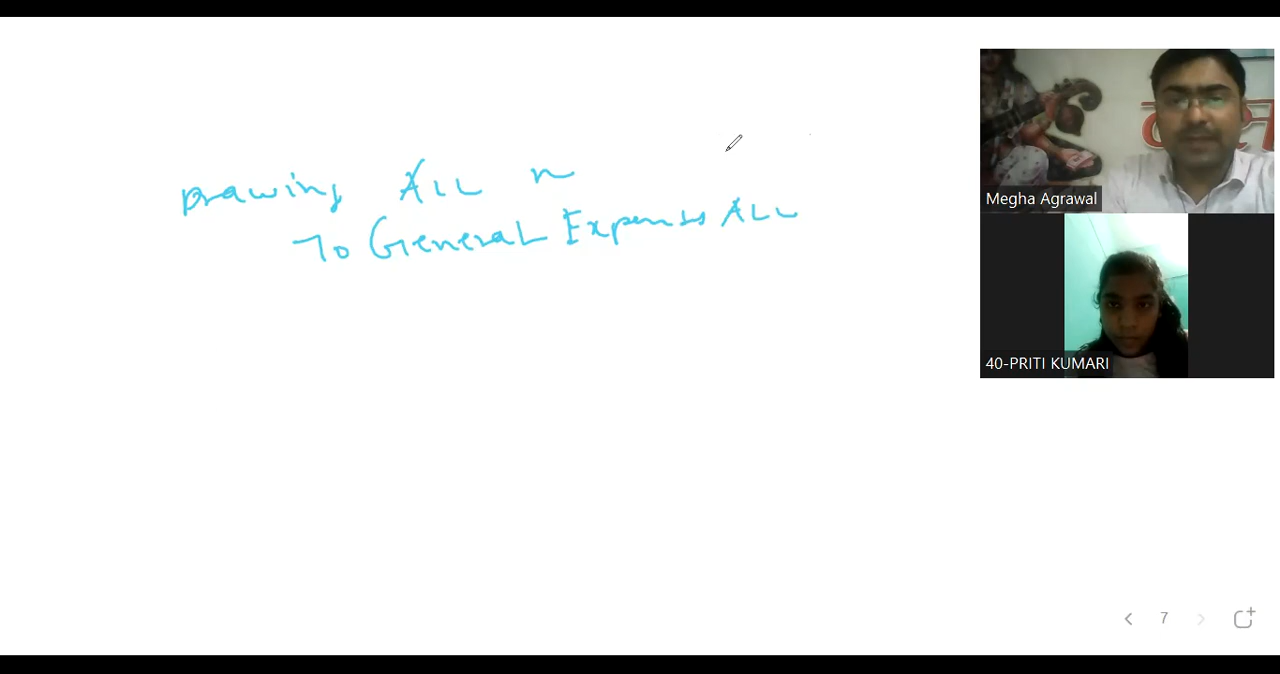 Drawing A/c Dr
To General Expenses A/c
Megha Agrawal
40-PRITI KUMARI
7